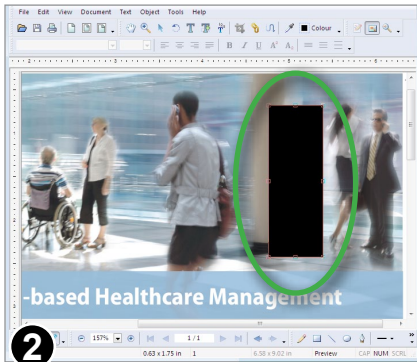 File Edit View Document Text Object Tools Help
Colour
-based Healthcare Management
157% 1 / 1
0.63 x 1.75 in 1 6.58 x 9.02 in Preview CAP NUM SCRL
2